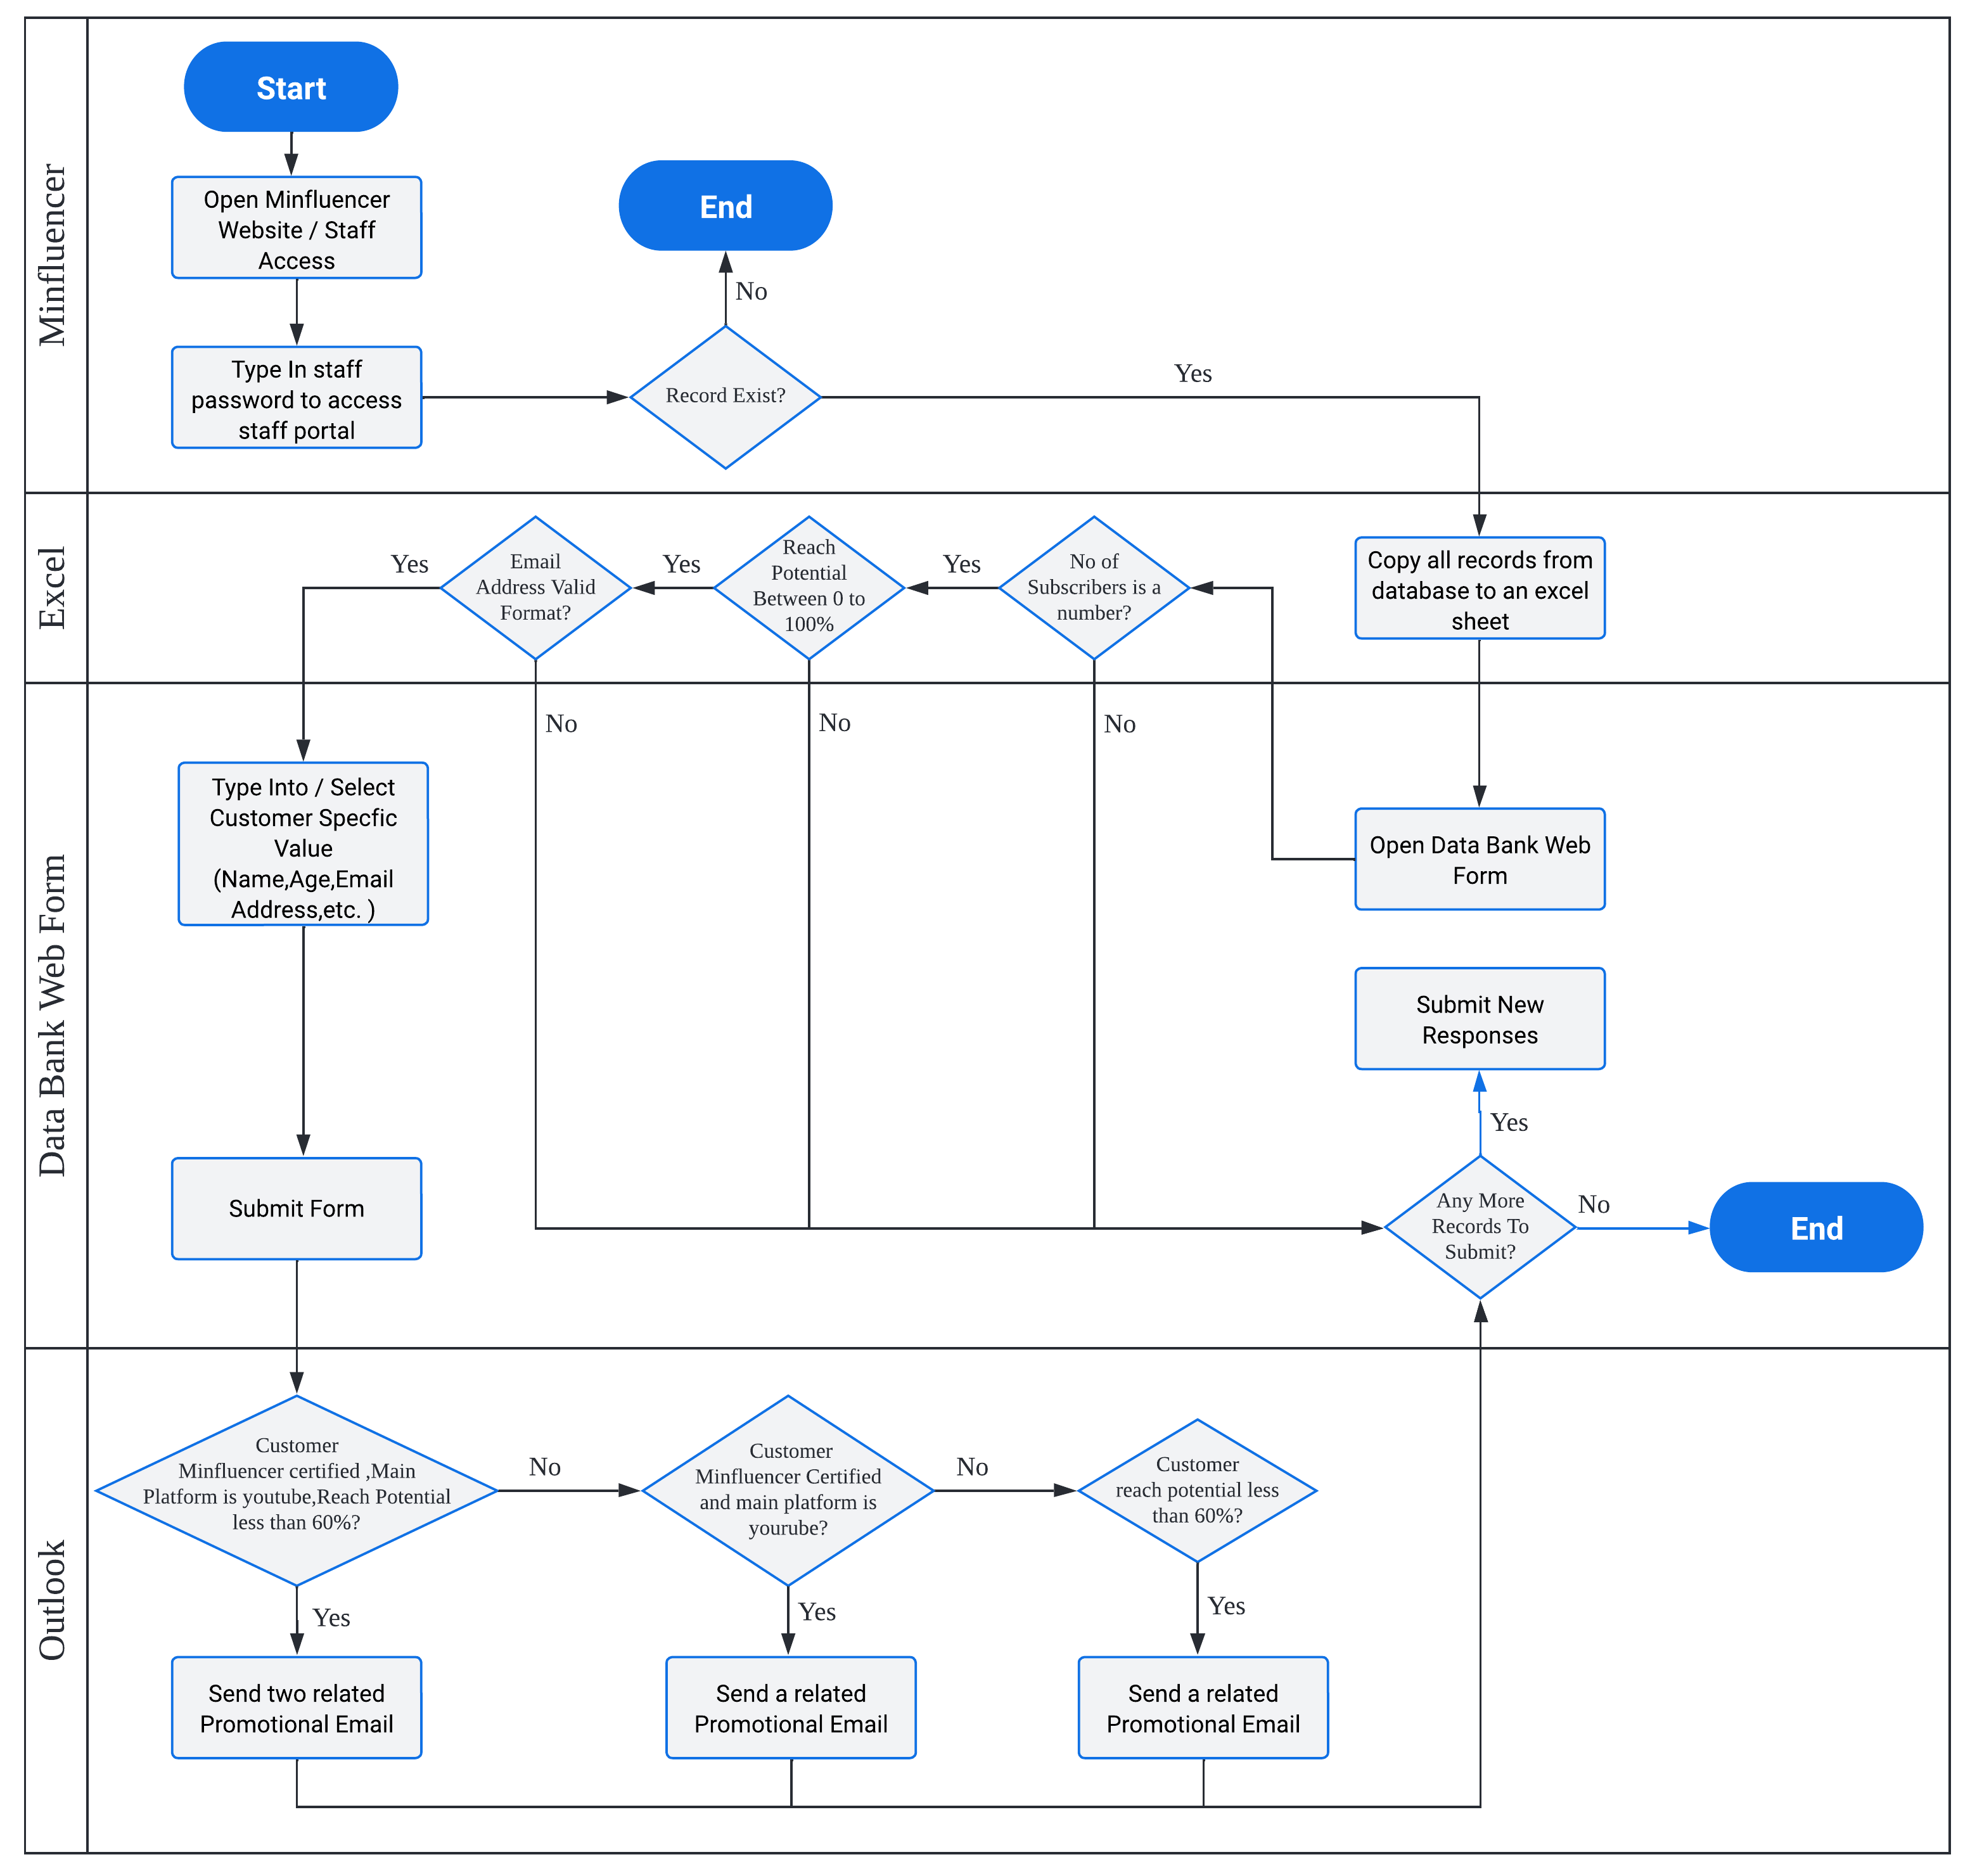 Minfluencer
Start
Open Minfluencer
Website / Staff
Access
Type In staff
password to access
staff portal
End
No
Record Exist?
Yes
Excel
Yes
Email
Address Valid
Format?
Yes
Reach
Potential
Between 0 to
100%
Yes
No of
Subscribers is a
number?
Copy all records from
database to an excel
sheet
Data Bank Web Form
No
No
No
Type Into / Select
Customer Specfic
Value
(Name,Age,Email
Address,etc. )
Open Data Bank Web
Form
Submit New
Responses
Yes
Submit Form
Any More
Records To
Submit?
No
End
Outlook
Customer
Minfluencer certified ,Main
Platform is youtube,Reach Potential
less than 60%?
No
Customer
Minfluencer Certified
and main platform is
yourube?
No
Customer
reach potential less
than 60%?
Yes
Yes
Yes
Send two related
Promotional Email
Send a related
Promotional Email
Send a related
Promotional Email